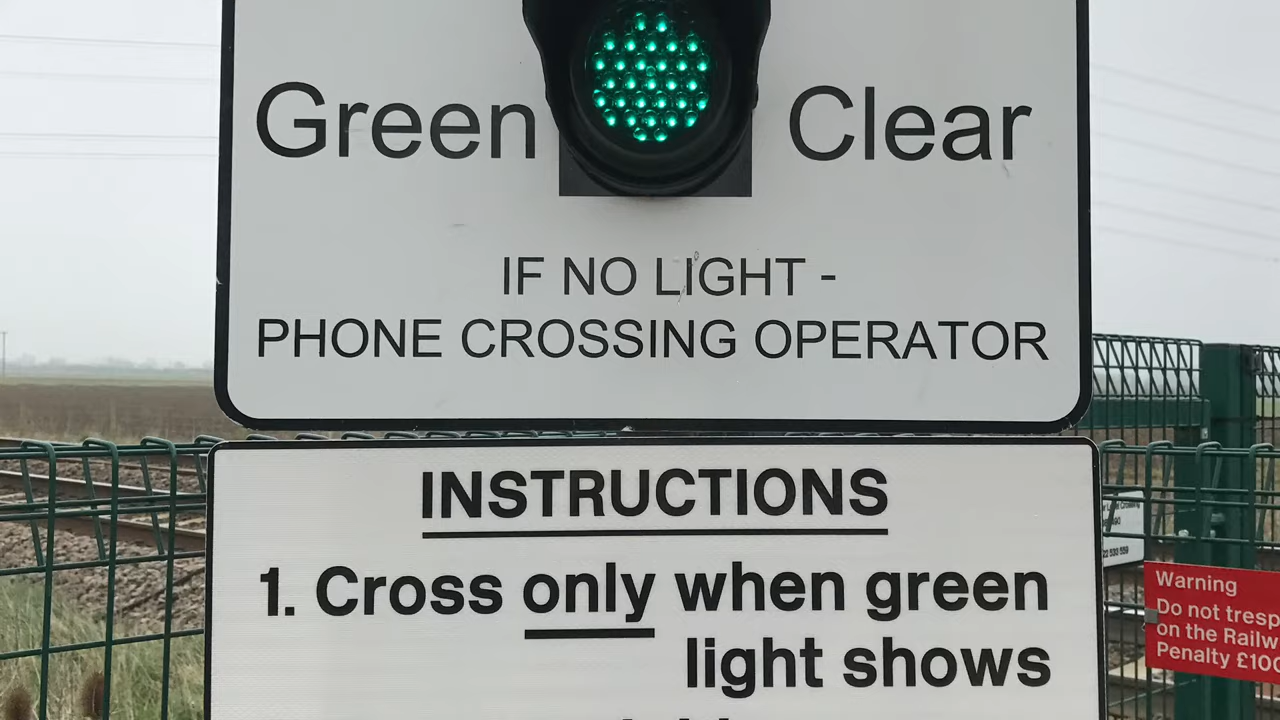 Green Clear
IF NO LIGHT -
PHONE CROSSING OPERATOR
INSTRUCTIONS
1. Cross only when green
light shows
Warning
Do not tresp
on the Railw
Penalty £100